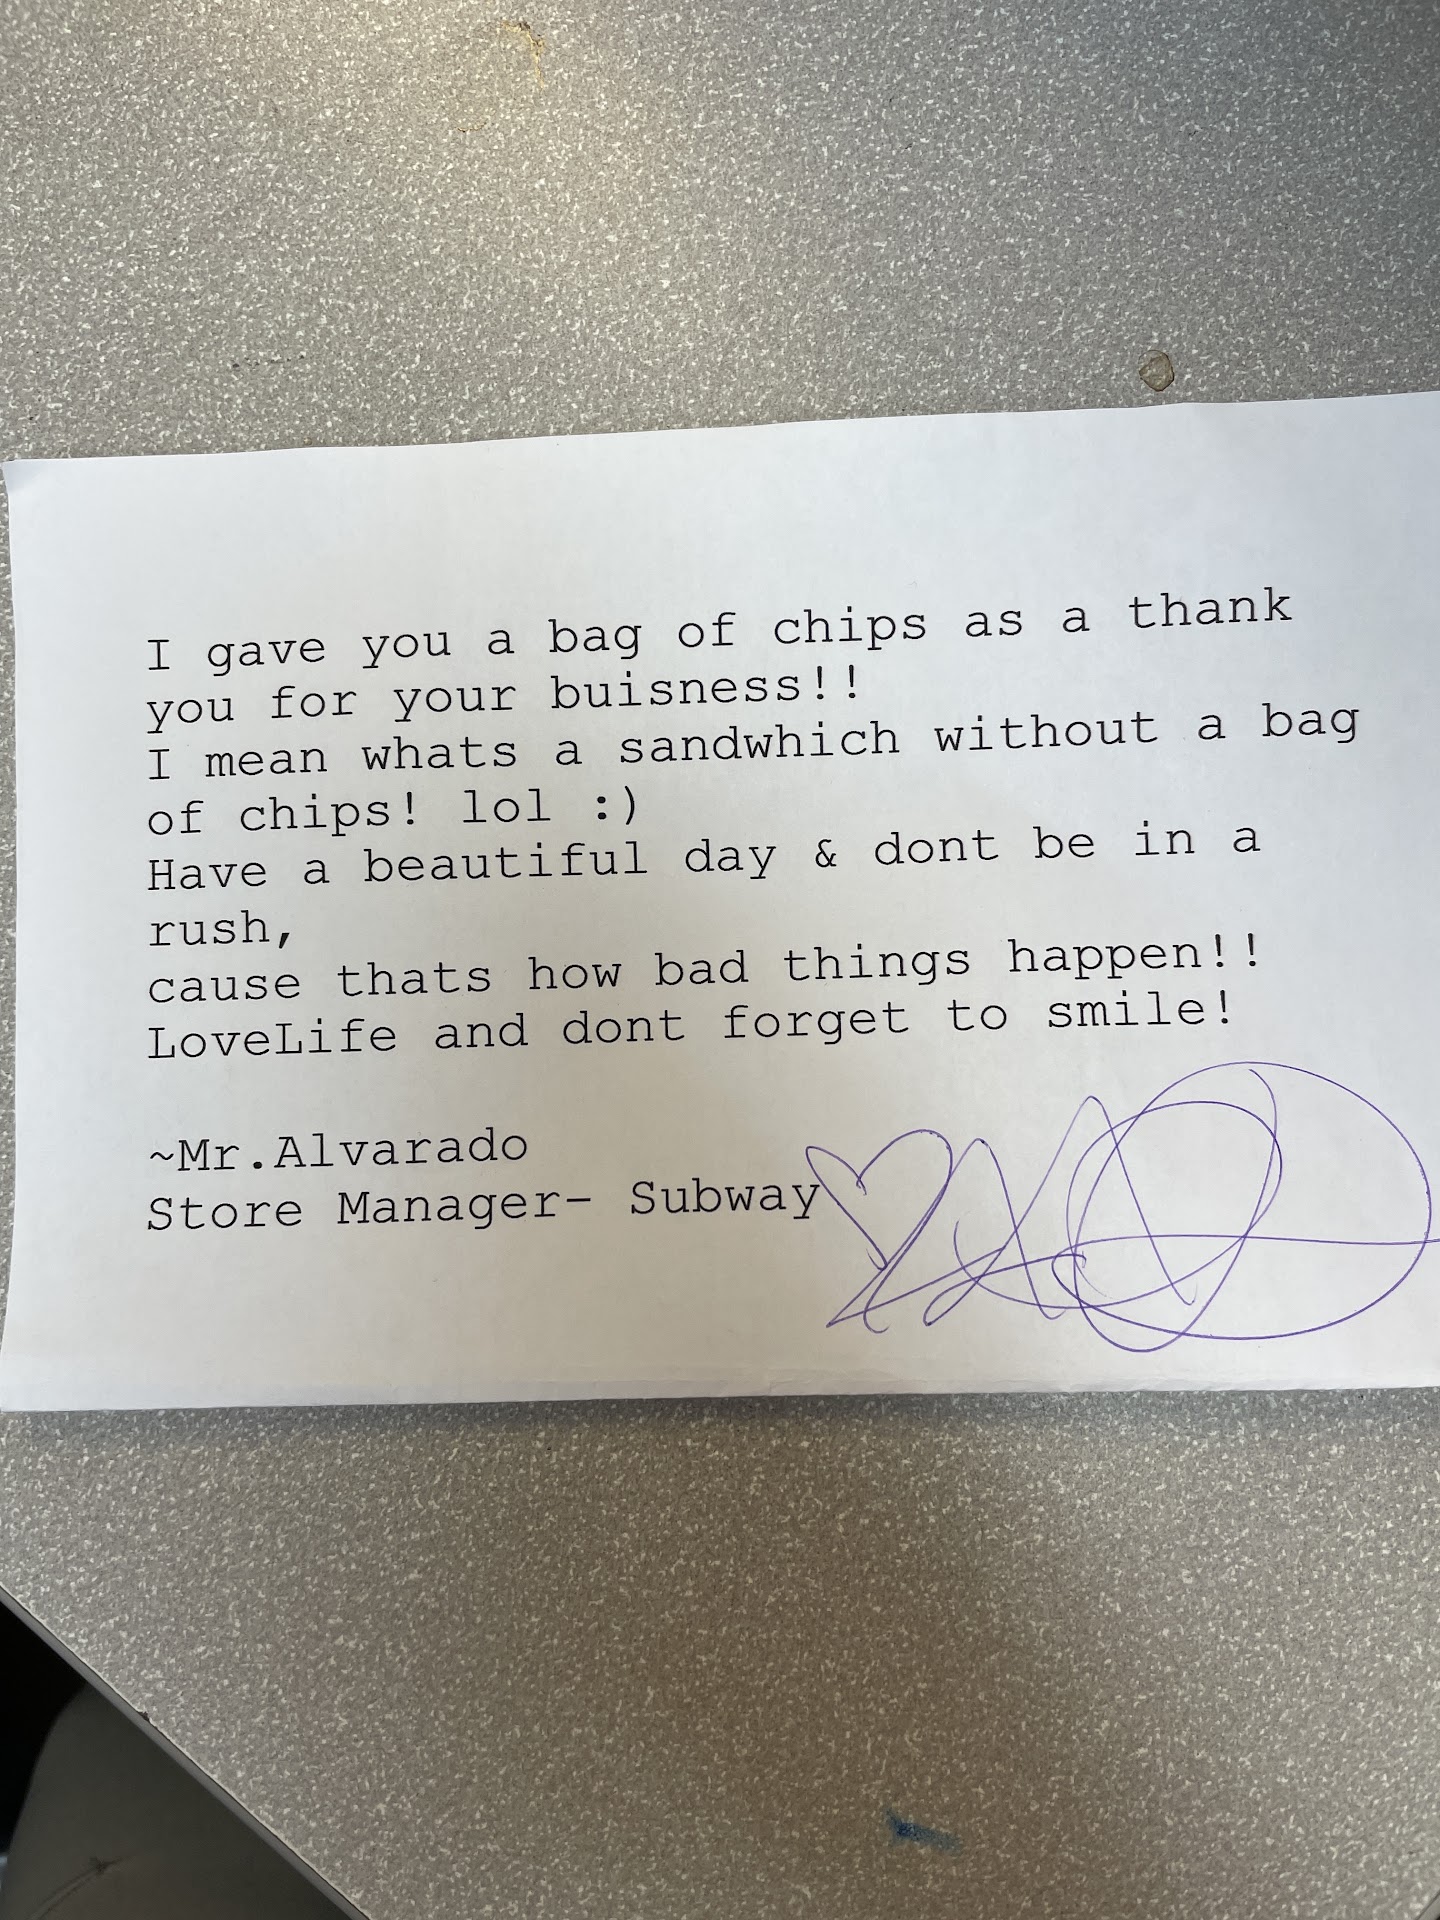 I gave you a bag of chips as a thank
you for your buisness!!
I mean whats a sandwhich without a bag
of chips! lol :)
Have a beautiful day & dont be in a
rush,
cause thats how bad things happen!!
LoveLife and dont forget to smile!
~Mr.Alvarado
Store Manager- Subway